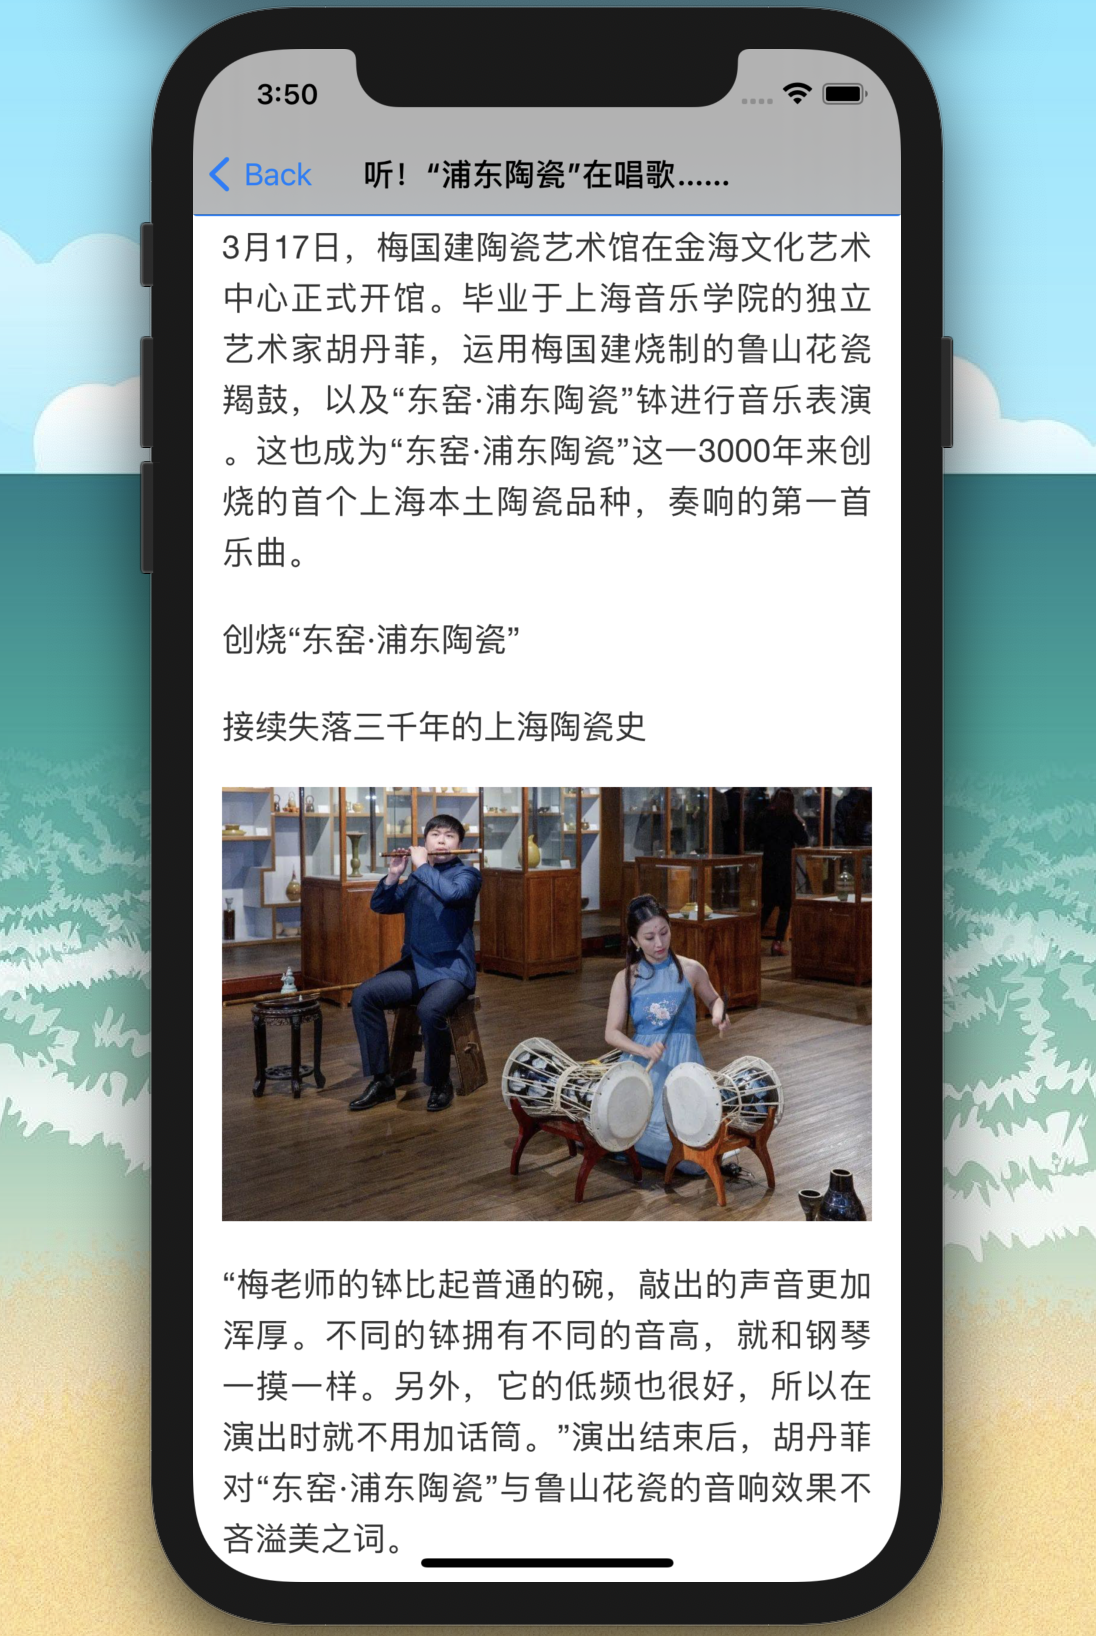 3:50
Back
听！“浦东陶瓷”在唱歌......
3月17日，梅国建陶瓷艺术馆在金海文化艺术
中心正式开馆。毕业于上海音乐学院的独立
艺术家胡丹菲，运用梅国建烧制的鲁山花瓷
羯鼓，以及“东窑·浦东陶瓷”钵进行音乐表演
。这也成为“东窑·浦东陶瓷”这一3000年来创
烧的首个上海本土陶瓷品种，奏响的第一首
乐曲。
创烧“东窑·浦东陶瓷”
接续失落三千年的上海陶瓷史
“梅老师的钵比起普通的碗，敲出的声音更加
浑厚。不同的钵拥有不同的音高，就和钢琴
一摸一样。另外，它的低频也很好，所以在
演出时就不用加话筒。”演出结束后，胡丹菲
对“东窑·浦东陶瓷”与鲁山花瓷的音响效果不
吝溢美之词。